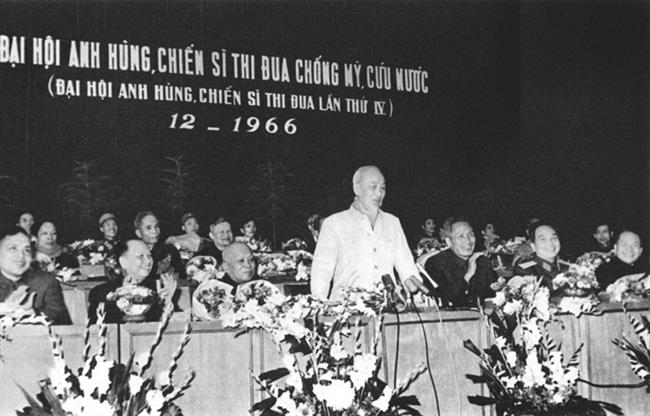 ĐẠI HỘI ANH HÙNG, CHIẾN SĨ THI ĐUA CHỐNG MỸ, CỨU NƯỚC
(ĐẠI HỘI ANH HÙNG, CHIẾN SĨ THI ĐUA LẦN THỨ IV)
12 - 1966